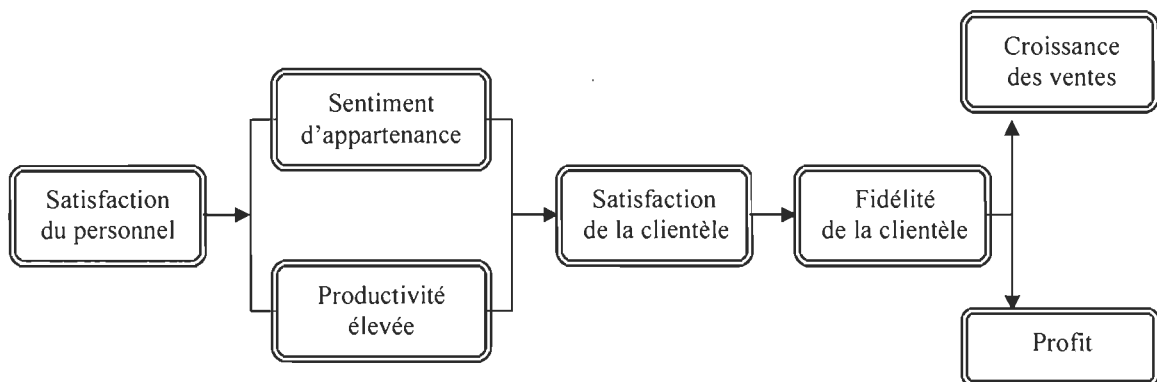 Croissance
des ventes
Sentiment
d'appartenance
Satisfaction
du personnel
Satisfaction
de la clientèle
Fidélité
de la clientèle
Productivité
élevée
Profit